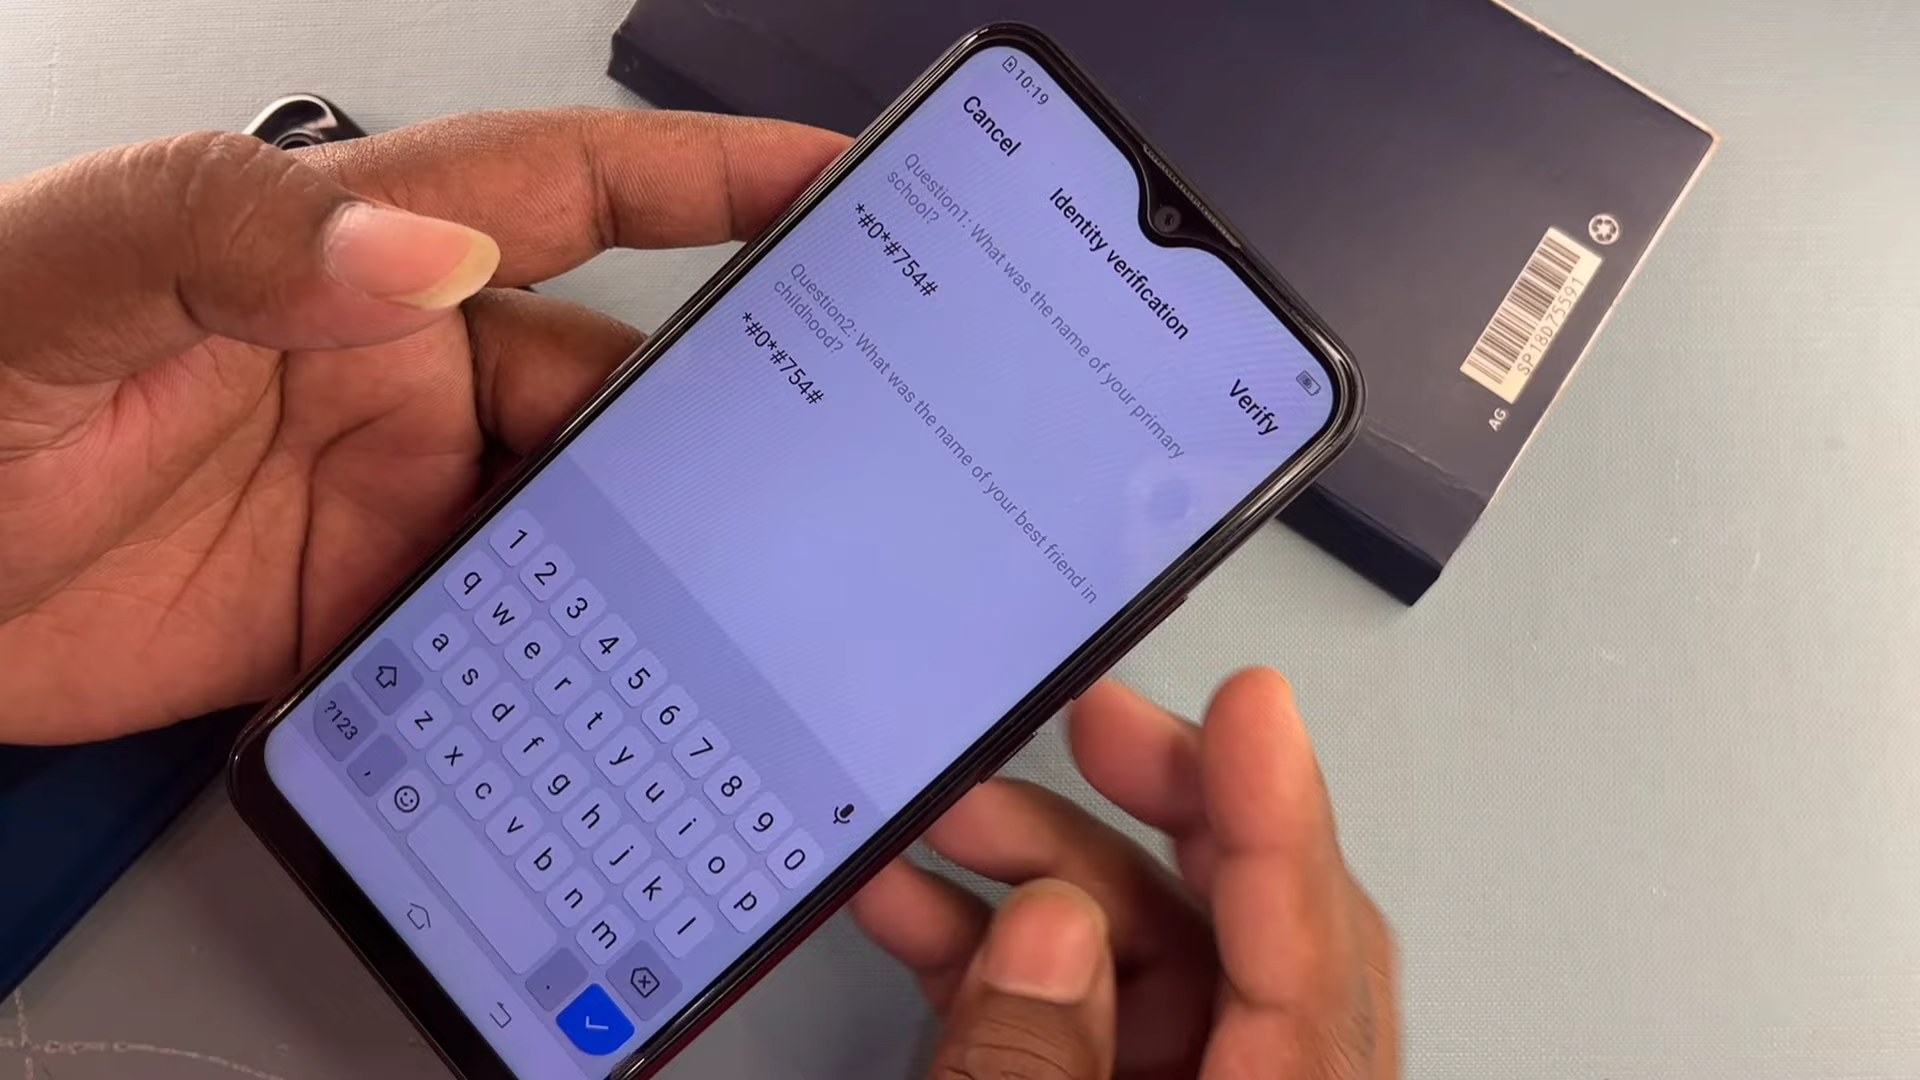 10:19
Cancel
Identity verification
Verify
Question1: What was the name of your primary
school?
*#0*#754#
Question2: What was the name of your best friend in
childhood?
*#0*#754#
1 2 3 4 5 6 7 8 9 0
q w e r t y u i o p
a s d f g h j k l
z x c v b n m
?123 , .
SP18D75591
AG